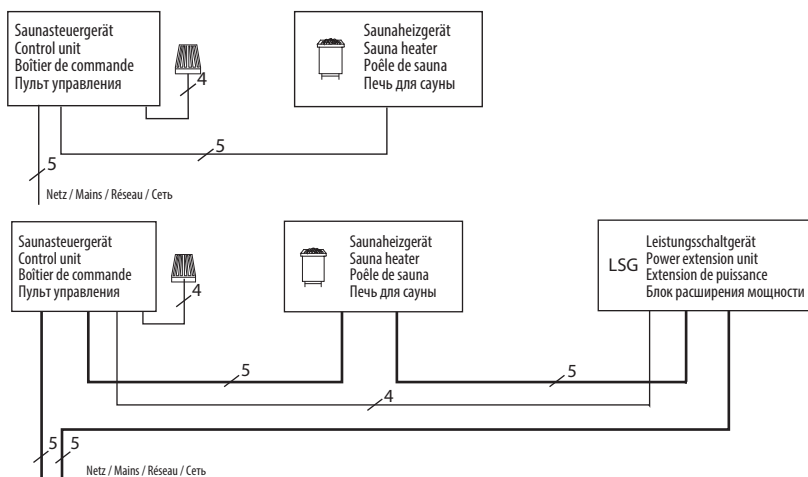 Saunasteuergerät
Control unit
Boîtier de commande
Пульт управления
4
Saunaheizgerät
Sauna heater
Poêle de sauna
Печь для сауны
5
5
Netz / Mains / Réseau / Сеть
Saunasteuergerät
Control unit
Boîtier de commande
Пульт управления
4
Saunaheizgerät
Sauna heater
Poêle de sauna
Печь для сауны
LSG
Leistungsschaltgerät
Power extension unit
Extension de puissance
Блок расширения мощности
5
5
4
5
5
Netz / Mains / Réseau / Сеть